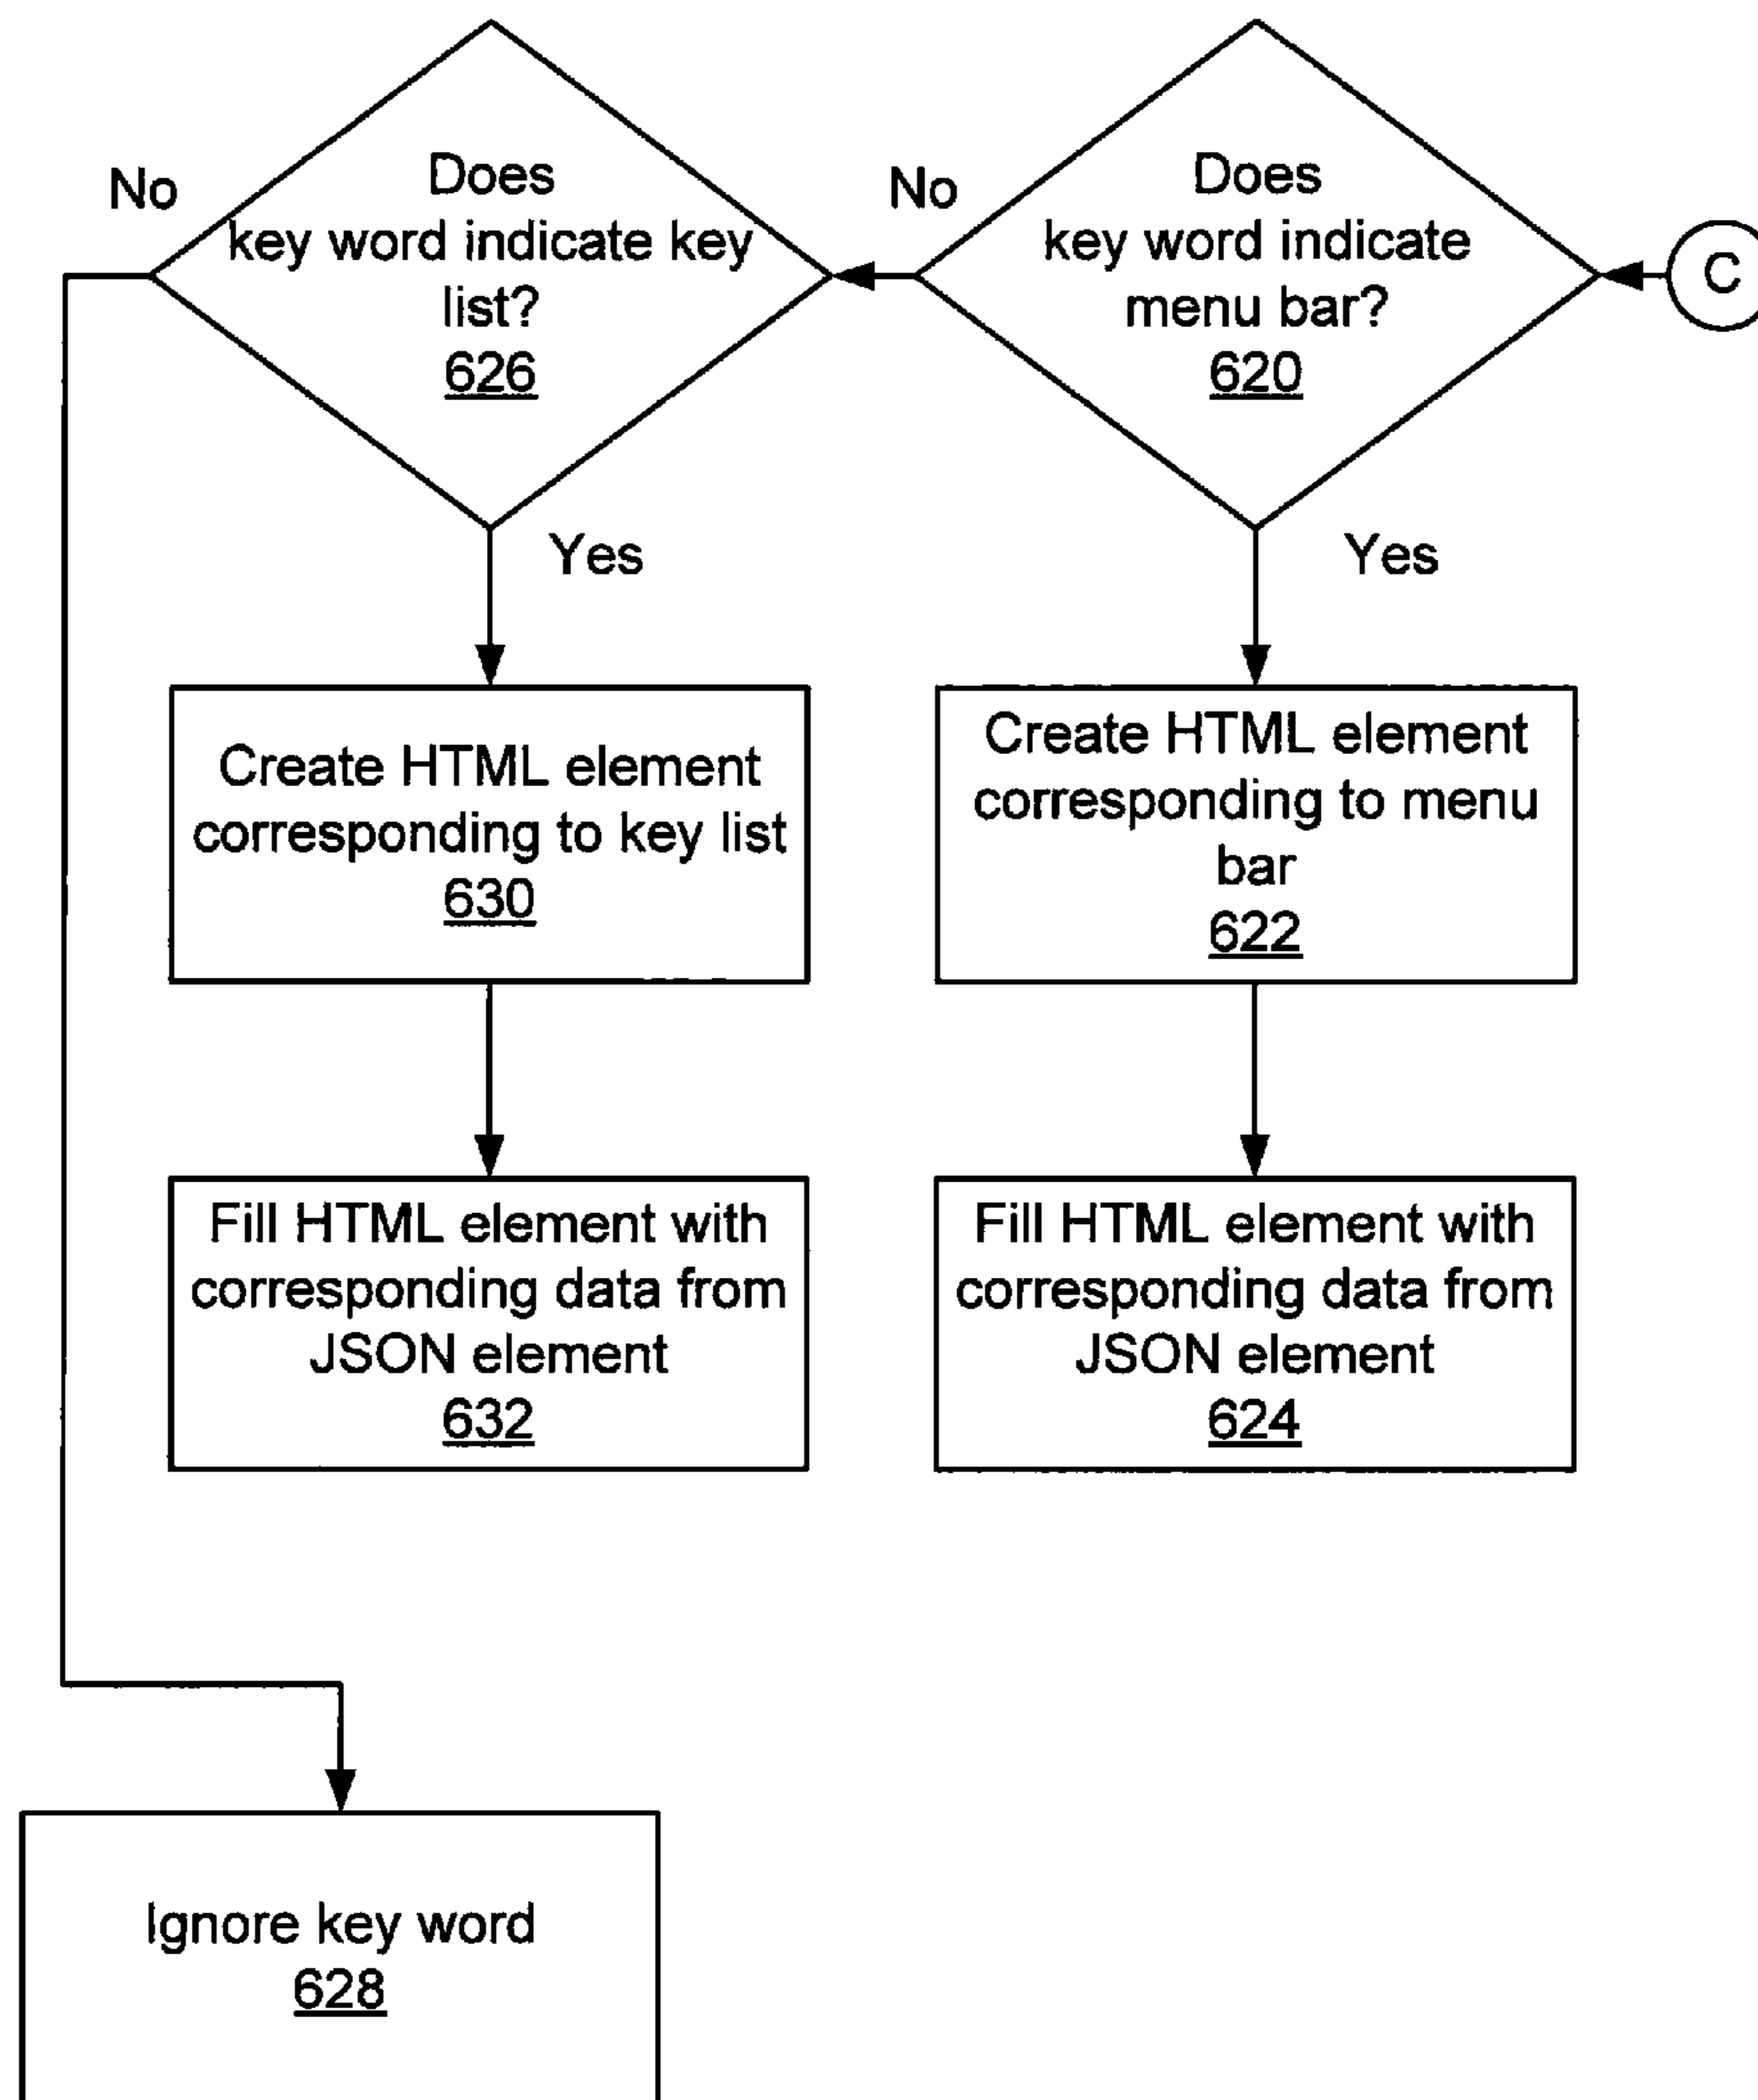 No
Does
key word indicate key
list?
626
No
Does
key word indicate
menu bar?
620
C
Yes
Yes
Create HTML element
corresponding to key list
630
Create HTML element
corresponding to menu
bar
622
Fill HTML element with
corresponding data from
JSON element
632
Fill HTML element with
corresponding data from
JSON element
624
Ignore key word
628